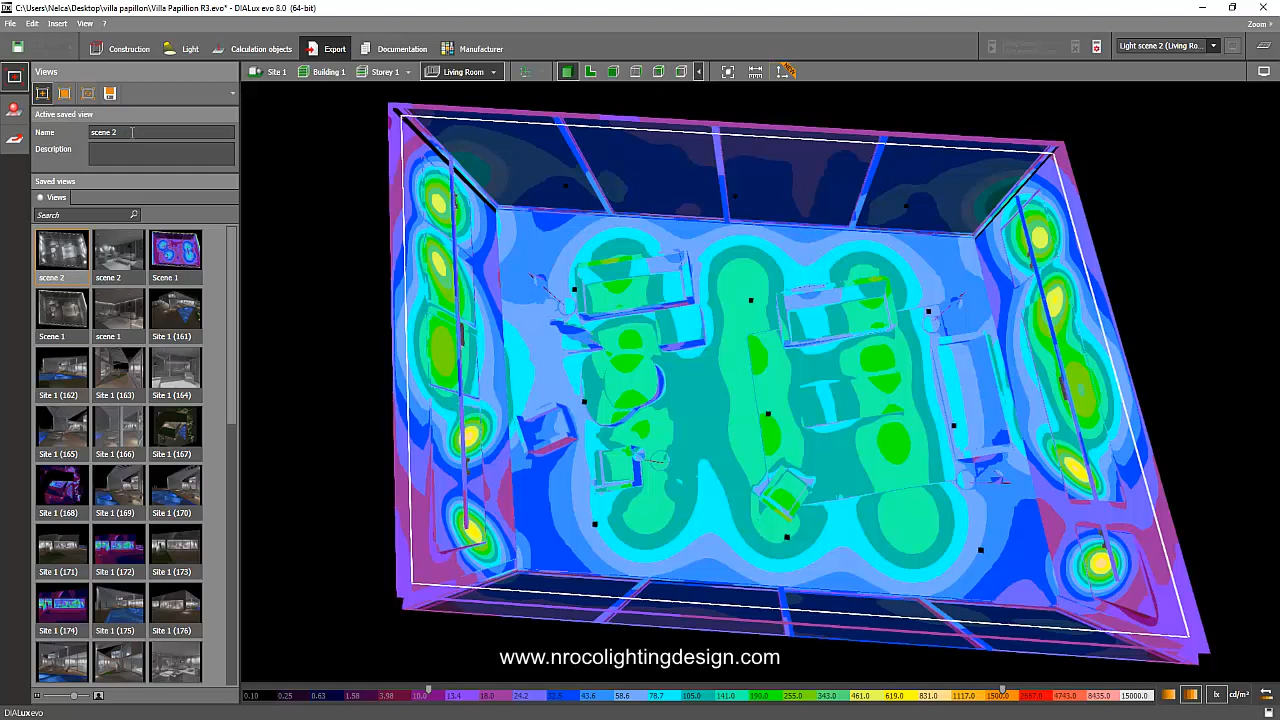 C:\Users\Nelca\Desktop\villa papillon\Villa Papillion R3.evo* - DIALux evo 8.0 (64-bit)
File Edit Insert View ? Zoom
Construction Light Calculation objects Export Documentation Manufacturer Light scene 2 (Living Ro...
Views Site 1 Building 1 Storey 1 Living Room NEW
Active saved view
Name scene 2
Description
Saved views
Views
Search
scene 2 scene 2 Scene 1
Scene 1 scene 1 Site 1 (161)
Site 1 (162) Site 1 (163) Site 1 (164)
Site 1 (165) Site 1 (166) Site 1 (167)
Site 1 (168) Site 1 (169) Site 1 (170)
Site 1 (171) Site 1 (172) Site 1 (173)
Site 1 (174) Site 1 (175) Site 1 (176)
www.nrocolightingdesign.com
0.10 0.25 0.63 1.58 3.98 10.0 13.4 18.0 24.2 32.5 43.6 58.6 78.7 105.0 141.0 190.0 255.0 343.0 461.0 619.0 831.0 1117.0 1500.0 2667.0 4743.0 8435.0 15000.0 lx cd/m²
DIALuxevo